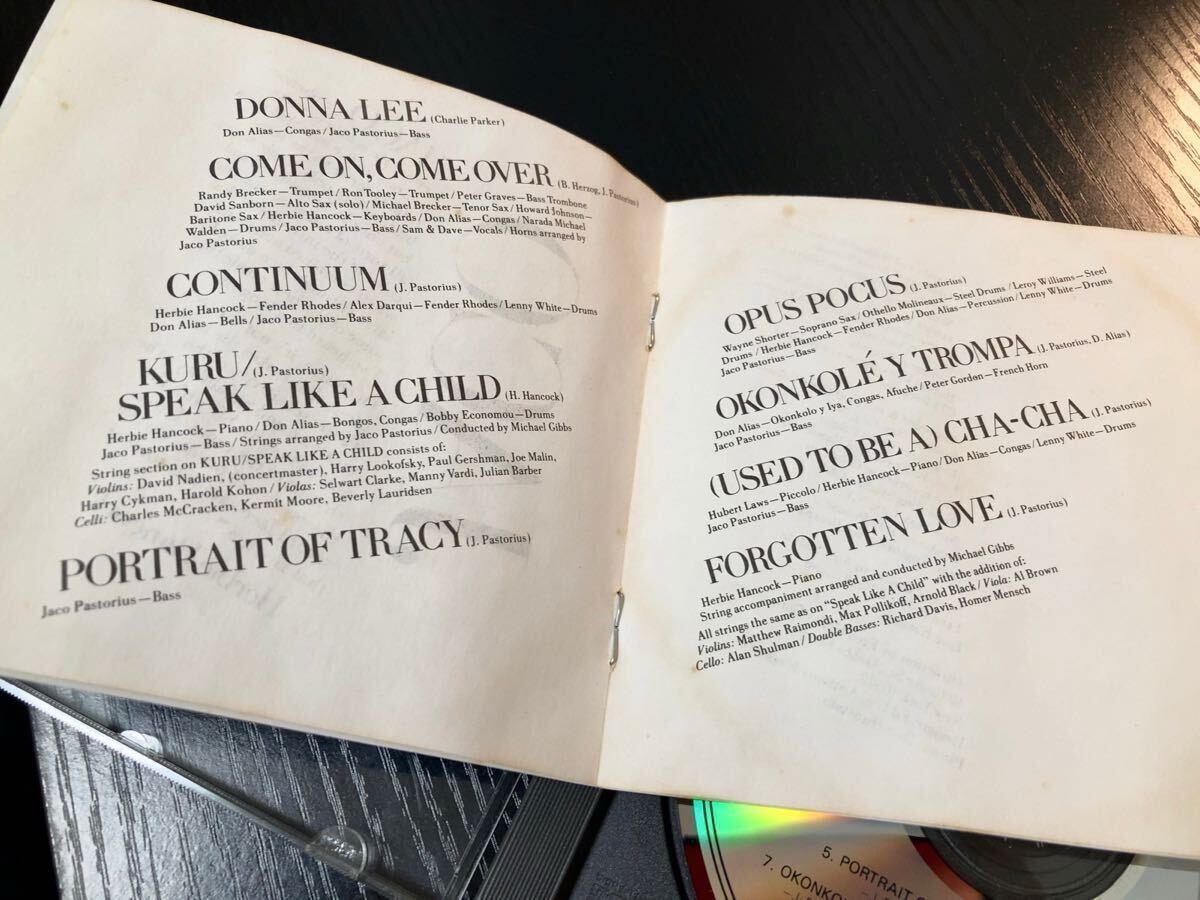 DONNA LEE (Charlie Parker)
Don Alias—Congas / Jaco Pastorius—Bass
COME ON, COME OVER (B. Herzog, J. Pastorius)
Randy Brecker—Trumpet / Ron Tooley—Trumpet / Peter Graves—Bass Trombone
David Sanborn—Alto Sax (solo) / Michael Brecker—Tenor Sax / Howard Johnson—
Baritone Sax / Herbie Hancock—Keyboards / Don Alias—Congas / Narada Michael
Walden—Drums / Jaco Pastorius—Bass / Sam & Dave—Vocals / Horns arranged by
Jaco Pastorius
CONTINUUM (J. Pastorius)
Herbie Hancock—Fender Rhodes / Alex Darqui—Fender Rhodes / Lenny White—Drums
Don Alias—Bells / Jaco Pastorius—Bass
KURU/ (J. Pastorius)
SPEAK LIKE A CHILD (H. Hancock)
Herbie Hancock—Piano / Don Alias—Bongos, Congas / Bobby Economou—Drums
Jaco Pastorius—Bass / Strings arranged by Jaco Pastorius / Conducted by Michael Gibbs
String section on KURU/SPEAK LIKE A CHILD consists of:
Violins: David Nadien, (concertmaster), Harry Lookofsky, Paul Gershman, Joe Malin,
Harry Cykman, Harold Kohon / Violas: Selwart Clarke, Manny Vardi, Julian Barber
Celli: Charles McCracken, Kermit Moore, Beverly Lauridsen
PORTRAIT OF TRACY (J. Pastorius)
Jaco Pastorius—Bass
OPUS POCUS (J. Pastorius)
Wayne Shorter—Soprano Sax / Othello Molineaux—Steel Drums / Leroy Williams—Steel
Drums / Herbie Hancock—Fender Rhodes / Don Alias—Percussion / Lenny White—Drums
Jaco Pastorius—Bass
OKONKOLÉ Y TROMPA (J. Pastorius, D. Alias)
Don Alias—Okonkolo y Iya, Congas, Afuche / Peter Gordon—French Horn
Jaco Pastorius—Bass
(USED TO BE A) CHA-CHA (J. Pastorius)
Hubert Laws—Piccolo / Herbie Hancock—Piano / Don Alias—Congas / Lenny White—Drums
Jaco Pastorius—Bass
FORGOTTEN LOVE (J. Pastorius)
Herbie Hancock—Piano
String accompaniment arranged and conducted by Michael Gibbs
All strings the same as on "Speak Like A Child" with the addition of:
Violins: Matthew Raimondi, Max Pollikoff, Arnold Black / Viola: Al Brown
Cello: Alan Shulman / Double Basses: Richard Davis, Homer Mensch
5. PORTRAIT
7. OKONKO